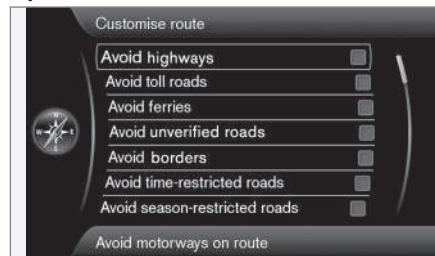 Customise route
Avoid highways
Avoid toll roads
Avoid ferries
Avoid unverified roads
Avoid borders
Avoid time-restricted roads
Avoid season-restricted roads
Avoid motorways on route